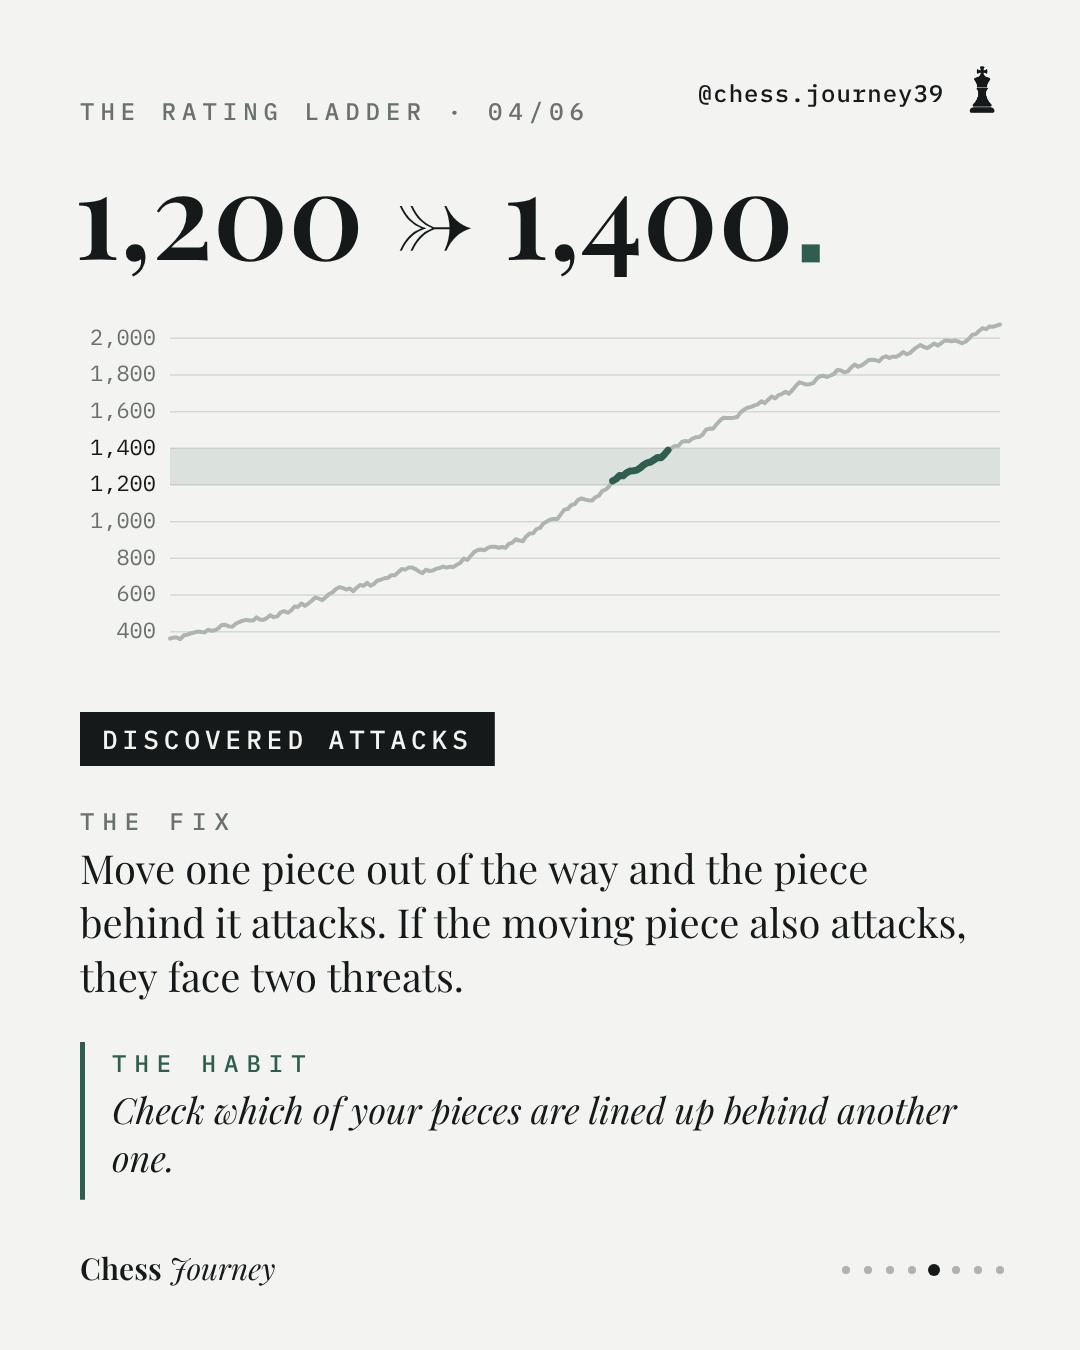 THE RATING LADDER · 04/06
@chess.journey39
1,200 ➳ 1,400.
2,000
1,800
1,600
1,400
1,200
1,000
800
600
400
DISCOVERED ATTACKS
THE FIX
Move one piece out of the way and the piece
behind it attacks. If the moving piece also attacks,
they face two threats.
THE HABIT
Check which of your pieces are lined up behind another
one.
Chess Journey